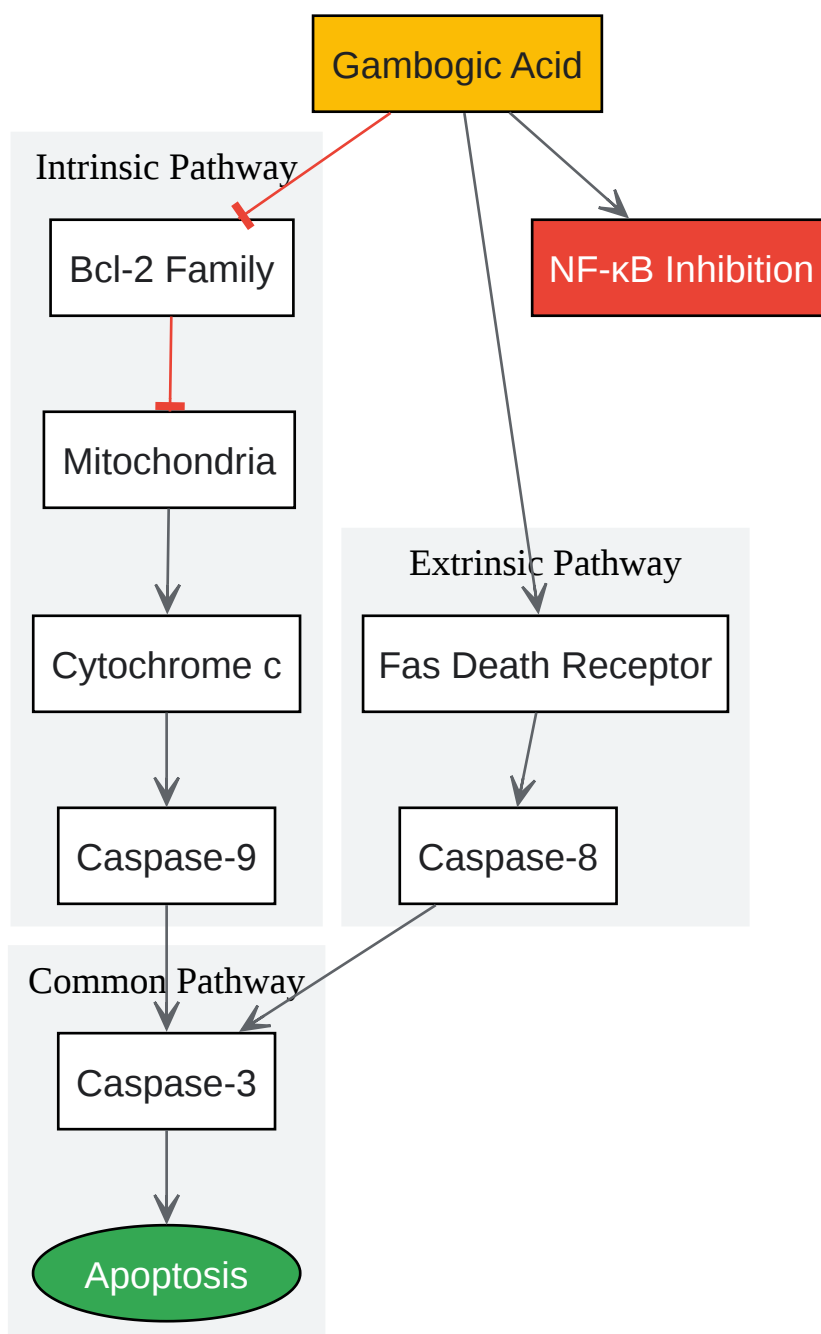 Gambogic Acid
Intrinsic Pathway
Bcl-2 Family
NF-κB Inhibition
Mitochondria
Extrinsic Pathway
Cytochrome c
Fas Death Receptor
Caspase-9
Caspase-8
Common Pathway
Caspase-3
Apoptosis